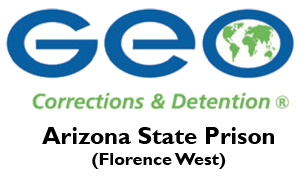 GEO
Corrections & Detention ®
Arizona State Prison
(Florence West)